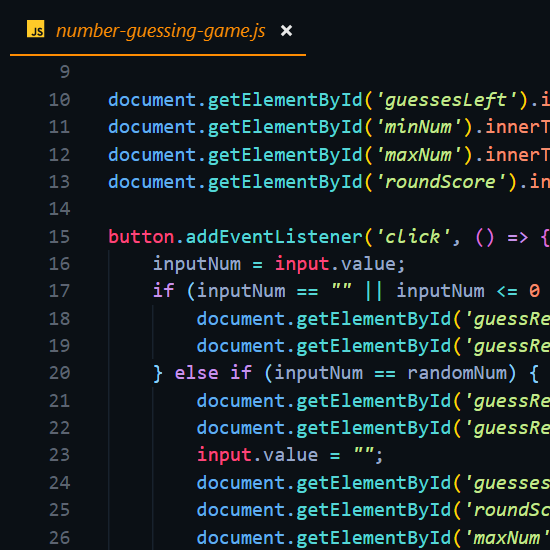 JS number-guessing-game.js ×
9
10 document.getElementById('guessesLeft').i
11 document.getElementById('minNum').innerT
12 document.getElementById('maxNum').innerT
13 document.getElementById('roundScore').in
14
15 button.addEventListener('click', () => {
16 inputNum = input.value;
17 if (inputNum == "" || inputNum <= 0
18 document.getElementById('guessRe
19 document.getElementById('guessRe
20 } else if (inputNum == randomNum) {
21 document.getElementById('guessRe
22 document.getElementById('guessRe
23 input.value = "";
24 document.getElementById('guesses
25 document.getElementById('roundSc
26 document.getElementById('maxNum'